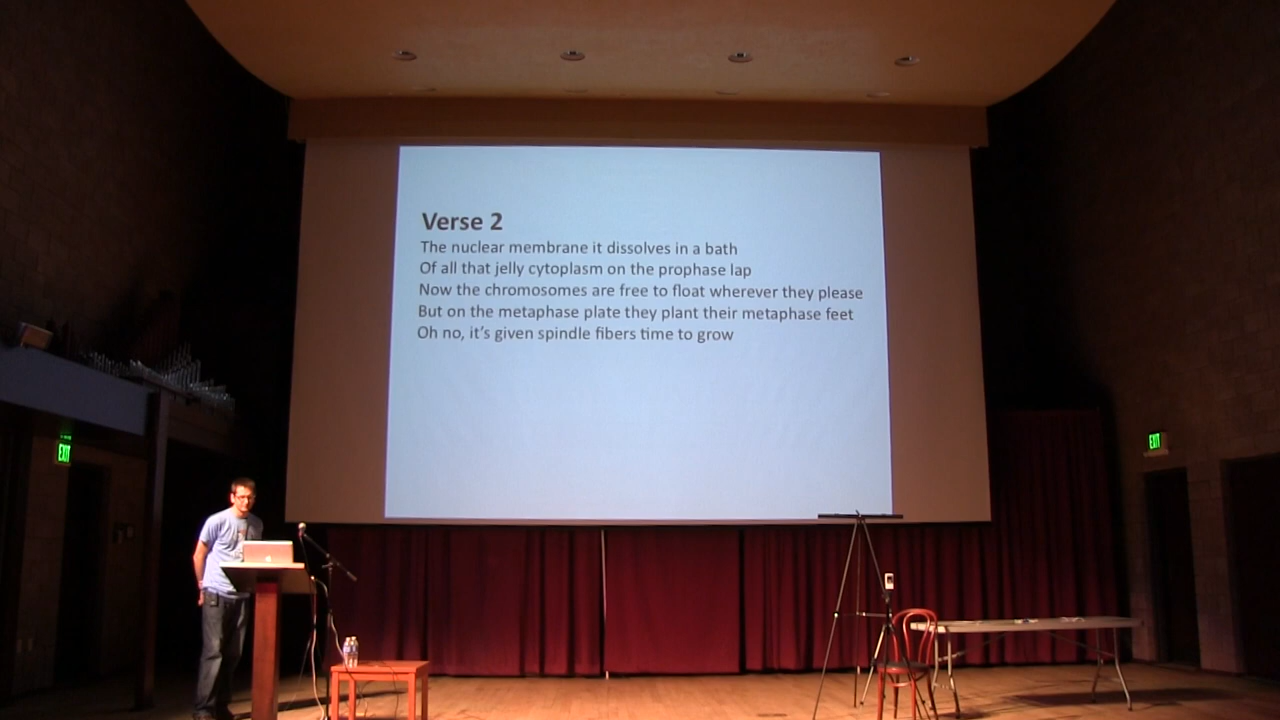 Verse 2
The nuclear membrane it dissolves in a bath
Of all that jelly cytoplasm on the prophase lap
Now the chromosomes are free to float wherever they please
But on the metaphase plate they plant their metaphase feet
Oh no, it's given spindle fibers time to grow
EXIT
EXIT